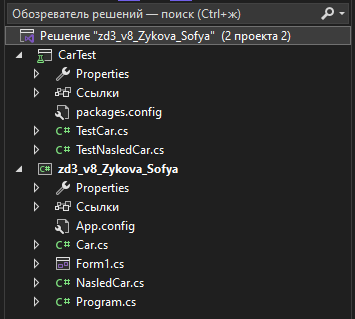 Обозреватель решений — поиск (Ctrl+ж)
Решение "zd3_v8_Zykova_Sofya" (2 проекта 2)
CarTest
Properties
Ссылки
packages.config
C# TestCar.cs
C# TestNasledCar.cs
C# zd3_v8_Zykova_Sofya
Properties
Ссылки
App.config
C# Car.cs
Form1.cs
C# NasledCar.cs
C# Program.cs